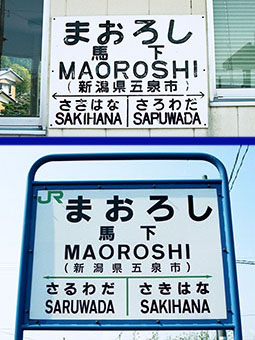 まおろし
馬 下
MAOROSHI
(新潟県五泉市)
ささはな さろわだ
SAKIHANA SAPUWADA
JR
まおろし
馬 下
MAOROSHI
(新潟県五泉市)
さるわだ さきはな
SARUWADA SAKIHANA